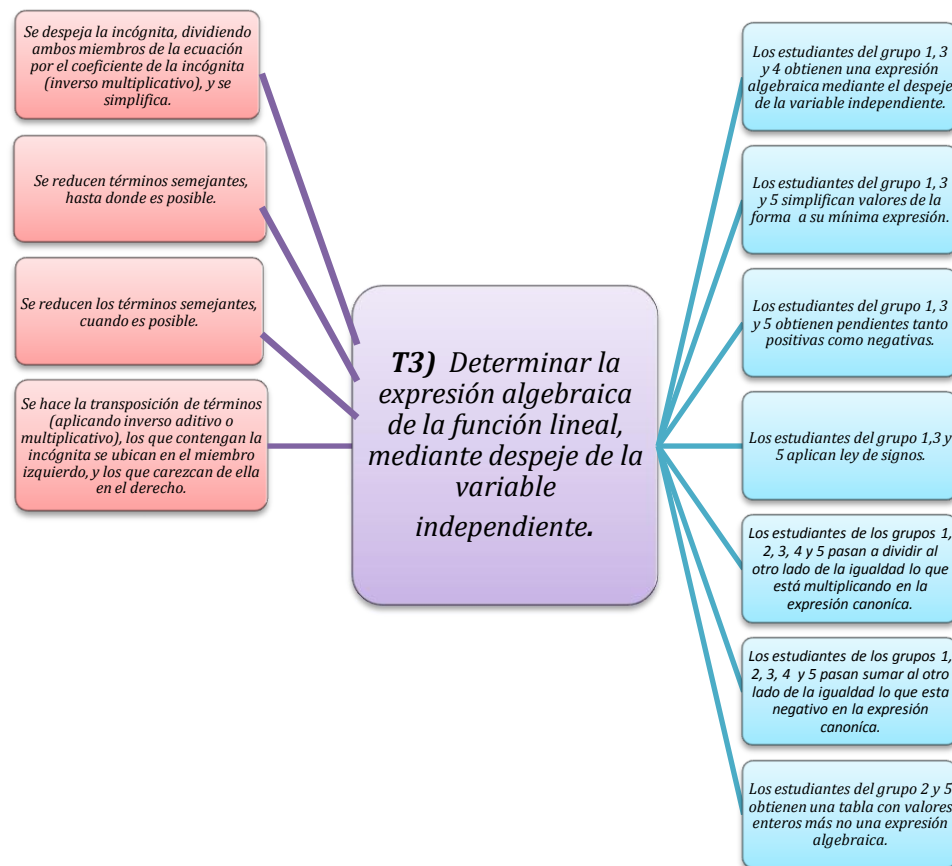 Se despeja la incógnita, dividiendo
ambos miembros de la ecuación
por el coeficiente de la incógnita
(inverso multiplicativo), y se
simplifica.
Se reducen términos semejantes,
hasta donde es posible.
Se reducen los términos semejantes,
cuando es posible.
Se hace la transposición de términos
(aplicando inverso aditivo o
multiplicativo), los que contengan la
incógnita se ubican en el miembro
izquierdo, y los que carezcan de ella
en el derecho.
T3) Determinar la
expresión algebraica
de la función lineal,
mediante despeje de la
variable
independiente.
Los estudiantes del grupo 1, 3
y 4 obtienen una expresión
algebraica mediante el despeje
de la variable independiente.
Los estudiantes del grupo 1, 3
y 5 simplifican valores de la
forma a su mínima expresión.
Los estudiantes del grupo 1, 3
y 5 obtienen pendientes tanto
positivas como negativas.
Los estudiantes del grupo 1,3 y
5 aplican ley de signos.
Los estudiantes de los grupos 1,
2, 3, 4 y 5 pasan a dividir al
otro lado de la igualdad lo que
está multiplicando en la
expresión canoníca.
Los estudiantes de los grupos 1,
2, 3, 4 y 5 pasan sumar al otro
lado de la igualdad lo que esta
negativo en la expresión
canoníca.
Los estudiantes del grupo 2 y 5
obtienen una tabla con valores
enteros más no una expresión
algebraica.